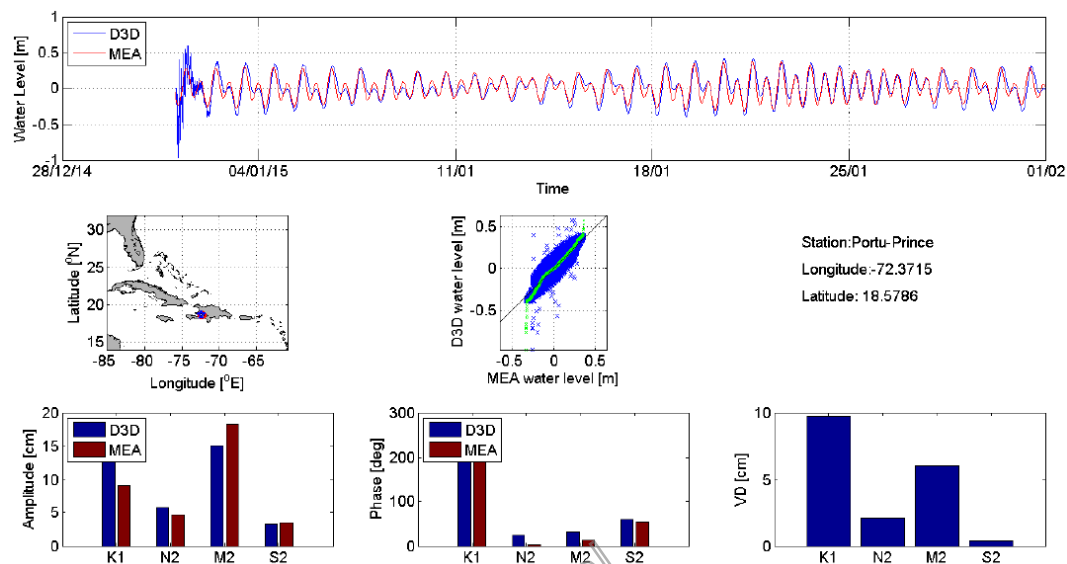 Water Level [m]
1
0.5
0
-0.5
-1
D3D
MEA
28/12/14 04/01/15 11/01 18/01 25/01 01/02
Time
Latitude [ºN]
30
25
20
15
-85 -80 -75 -70 -65
Longitude [ºE]
D3D water level [m]
0.5
0
-0.5
-0.5 0 0.5
MEA water level [m]
Station:Portu-Prince
Longitude:-72.3715
Latitude: 18.5786
Amplitude [cm]
20
15
10
5
0
D3D
MEA
K1 N2 M2 S2
Phase [deg]
300
200
100
0
D3D
MEA
K1 N2 M2 S2
VD [cm]
10
5
0
K1 N2 M2 S2